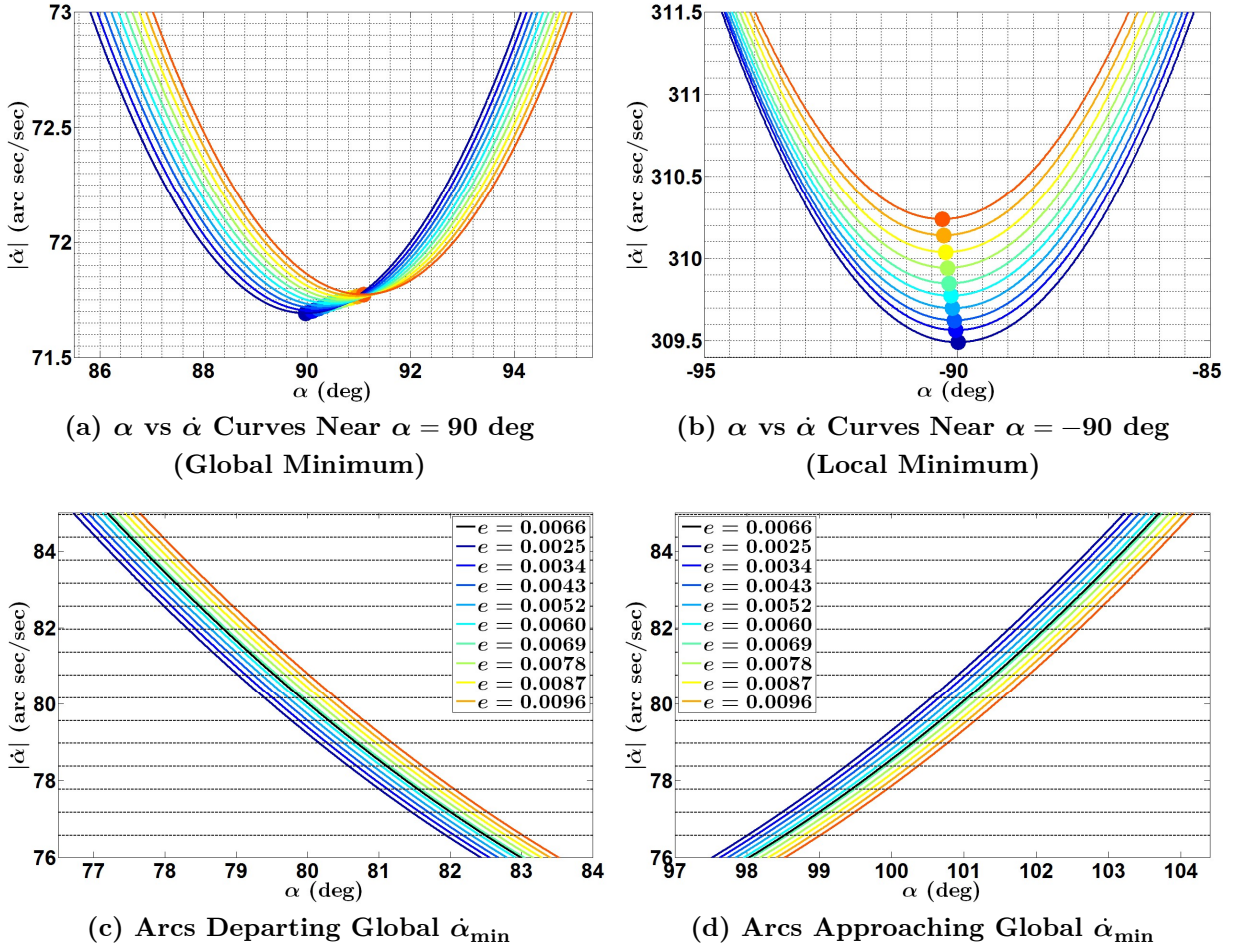 73
72.5
72
71.5
|α̇| (arc sec/sec)
86 88 90 92 94
α (deg)
(a) α vs α̇ Curves Near α = 90 deg
(Global Minimum)
311.5
311
310.5
310
309.5
|α̇| (arc sec/sec)
-95 -90 -85
α (deg)
(b) α vs α̇ Curves Near α = −90 deg
(Local Minimum)
84
82
80
78
76
|α̇| (arc sec/sec)
e = 0.0066
e = 0.0025
e = 0.0034
e = 0.0043
e = 0.0052
e = 0.0060
e = 0.0069
e = 0.0078
e = 0.0087
e = 0.0096
77 78 79 80 81 82 83 84
α (deg)
(c) Arcs Departing Global α̇min
84
82
80
78
76
|α̇| (arc sec/sec)
e = 0.0066
e = 0.0025
e = 0.0034
e = 0.0043
e = 0.0052
e = 0.0060
e = 0.0069
e = 0.0078
e = 0.0087
e = 0.0096
97 98 99 100 101 102 103 104
α (deg)
(d) Arcs Approaching Global α̇min